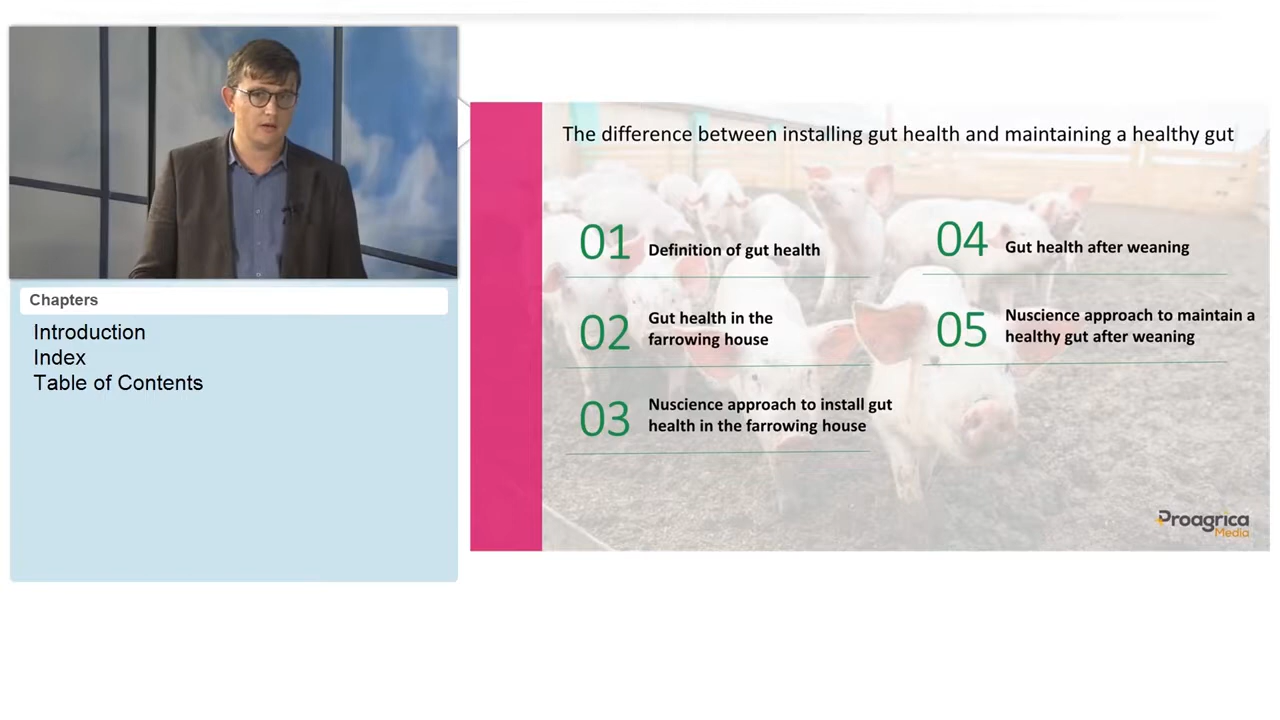 Chapters
Introduction
Index
Table of Contents
The difference between installing gut health and maintaining a healthy gut
01
Definition of gut health
02
Gut health in the
farrowing house
03
Nuscience approach to install gut
health in the farrowing house
04
Gut health after weaning
05
Nuscience approach to maintain a
healthy gut after weaning
Proagrica
Media